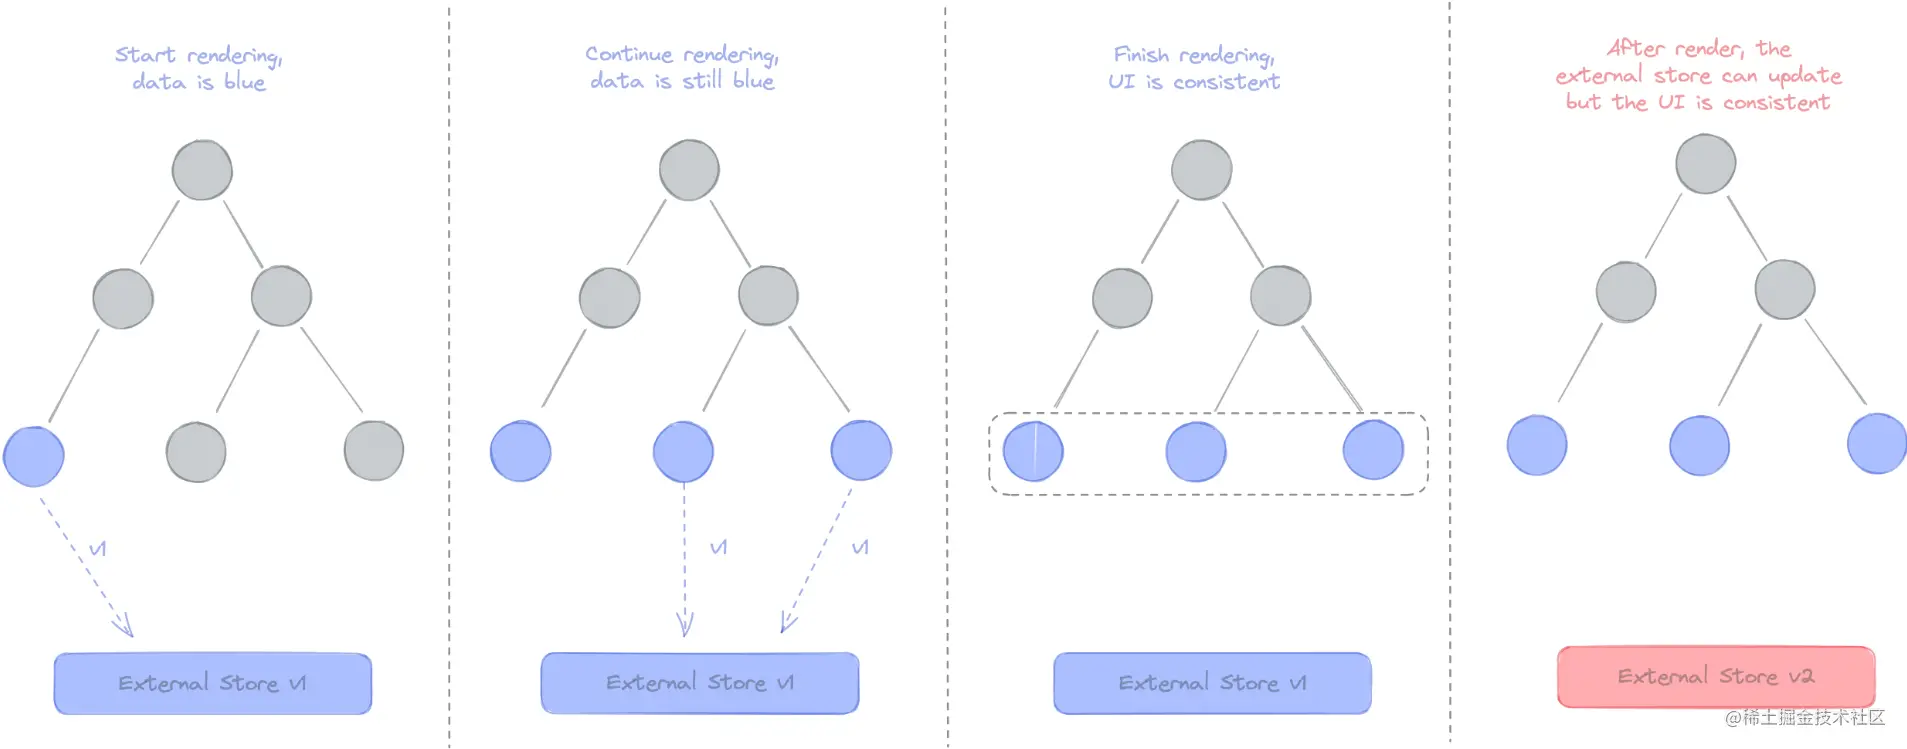 Start rendering,
data is blue
v1
External Store v1
Continue rendering,
data is still blue
v1
v1
External Store v1
Finish rendering,
UI is consistent
External Store v1
After render, the
external store can update
but the UI is consistent
External Store v2
@稀土掘金技术社区